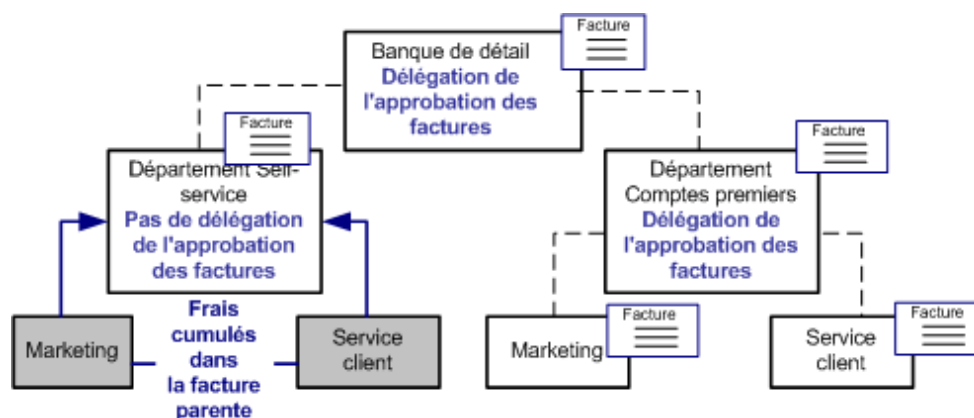 Facture
Banque de détail
Délégation de
l'approbation des
factures
Facture
Département Self-
service
Pas de délégation
de l'approbation
des factures
Facture
Département
Comptes premiers
Délégation de
l'approbation des
factures
Marketing
Frais
cumulés
dans
la facture
parente
Service
client
Facture
Marketing
Facture
Service
client